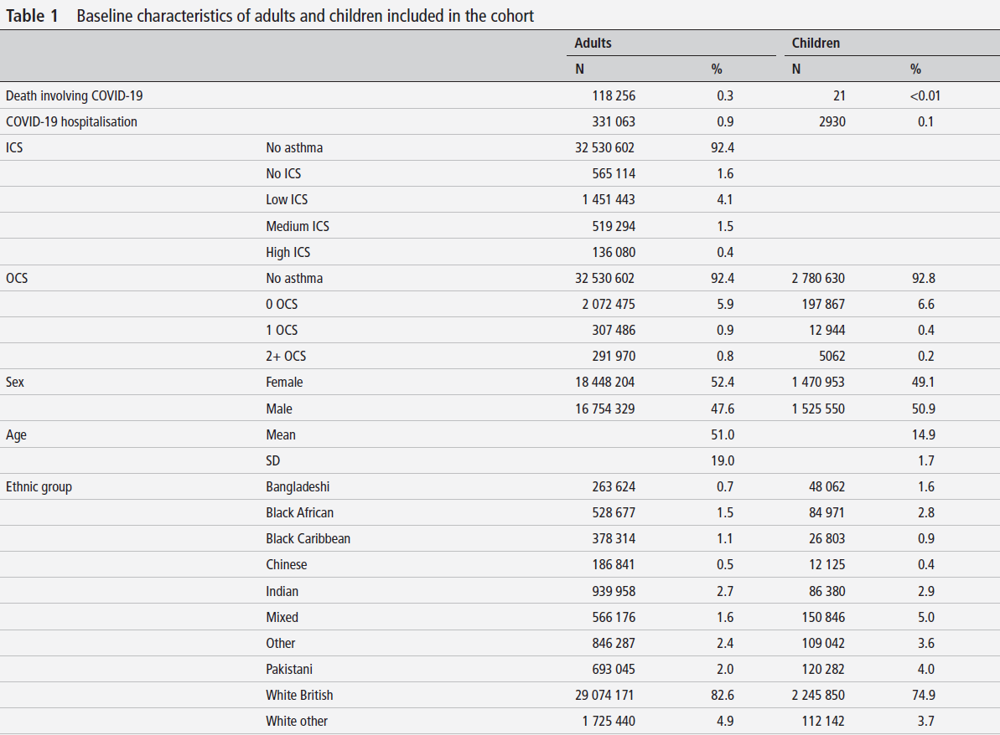 Table 1 Baseline characteristics of adults and children included in the cohort
Adults Children
N % N %
Death involving COVID-19 118 256 0.3 21 <0.01
COVID-19 hospitalisation 331 063 0.9 2930 0.1
ICS No asthma 32 530 602 92.4
No ICS 565 114 1.6
Low ICS 1 451 443 4.1
Medium ICS 519 294 1.5
High ICS 136 080 0.4
OCS No asthma 32 530 602 92.4 2 780 630 92.8
0 OCS 2 072 475 5.9 197 867 6.6
1 OCS 307 486 0.9 12 944 0.4
2+ OCS 291 970 0.8 5062 0.2
Sex Female 18 448 204 52.4 1 470 953 49.1
Male 16 754 329 47.6 1 525 550 50.9
Age Mean 51.0 14.9
SD 19.0 1.7
Ethnic group Bangladeshi 263 624 0.7 48 062 1.6
Black African 528 677 1.5 84 971 2.8
Black Caribbean 378 314 1.1 26 803 0.9
Chinese 186 841 0.5 12 125 0.4
Indian 939 958 2.7 86 380 2.9
Mixed 566 176 1.6 150 846 5.0
Other 846 287 2.4 109 042 3.6
Pakistani 693 045 2.0 120 282 4.0
White British 29 074 171 82.6 2 245 850 74.9
White other 1 725 440 4.9 112 142 3.7